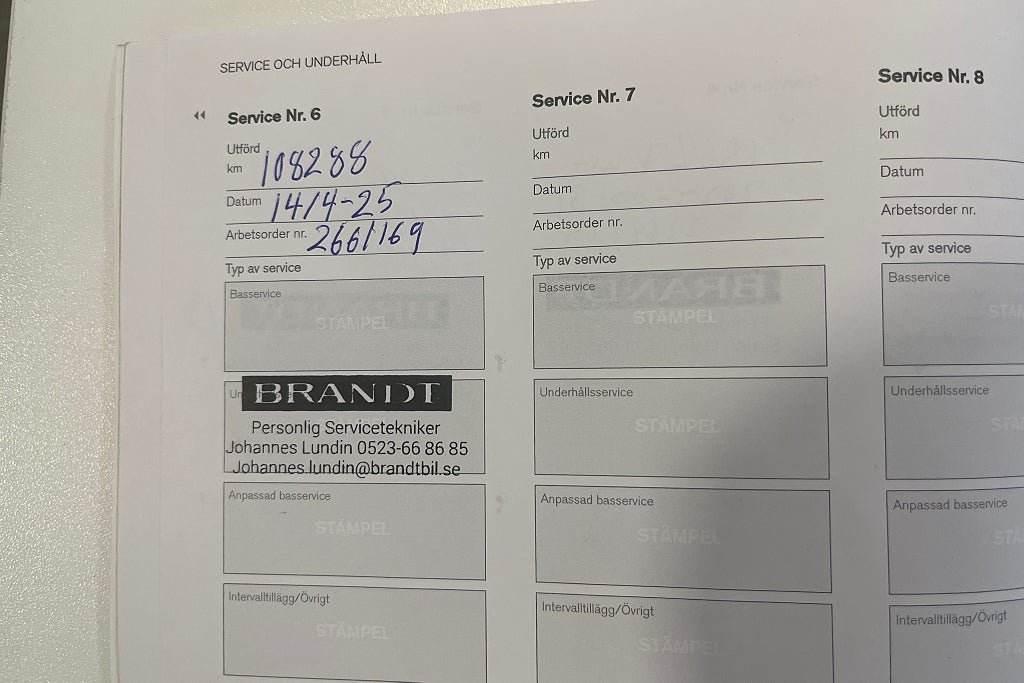 SERVICE OCH UNDERHÅLL
Service Nr. 6
Utförd
km 108288
Datum 14/4-25
Arbetsorder nr. 2661169
Typ av service
Basservice
STÄMPEL
BRANDT
Personlig Servicetekniker
Johannes Lundin 0523-66 86 85
Johannes.lundin@brandtbil.se
Anpassad basservice
STÄMPEL
Intervalltillägg/Övrigt
STÄMPEL
Service Nr. 7
Utförd
km
Datum
Arbetsorder nr.
Typ av service
Basservice
STÄMPEL
Underhållsservice
STÄMPEL
Anpassad basservice
STÄMPEL
Intervalltillägg/Övrigt
STÄMPEL
Service Nr. 8
Utförd
km
Datum
Arbetsorder nr.
Typ av service
Basservice
Underhållsservice
Anpassad basservice
Intervalltillägg/Övrigt